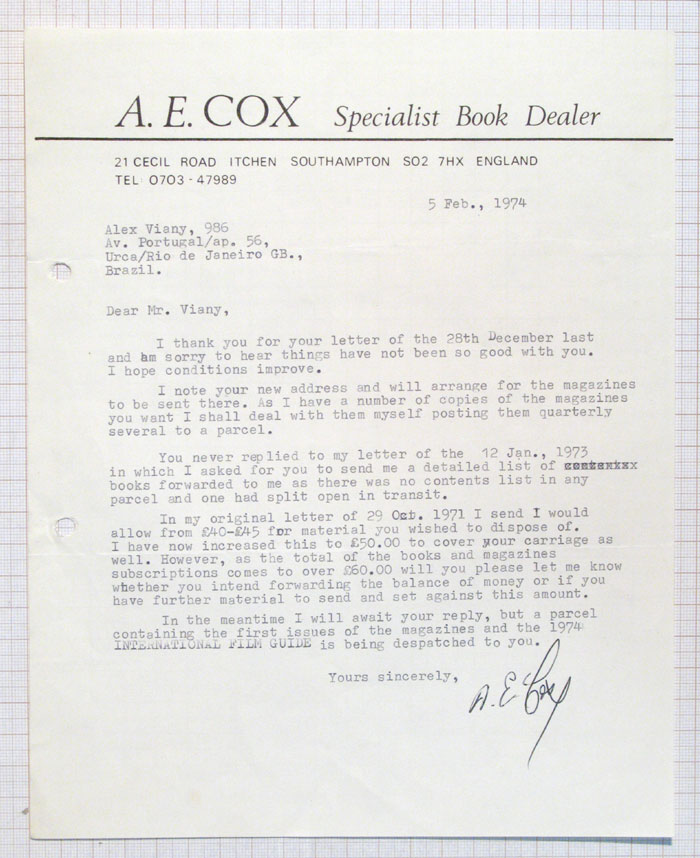 A. E. COX Specialist Book Dealer
21 CECIL ROAD ITCHEN SOUTHAMPTON SO2 7HX ENGLAND
TEL: 0703 - 47989
5 Feb., 1974
Alex Viany, 986
Av. Portugal/ap. 56,
Urca/Rio de Janeiro GB.,
Brazil.
Dear Mr. Viany,
I thank you for your letter of the 28th December last
and am sorry to hear things have not been so good with you.
I hope conditions improve.
I note your new address and will arrange for the magazines
to be sent there. As I have a number of copies of the magazines
you want I shall deal with them myself posting them quarterly
several to a parcel.
You never replied to my letter of the 12 Jan., 1973
in which I asked for you to send me a detailed list of
books forwarded to me as there was no contents list in any
parcel and one had split open in transit.
In my original letter of 29 Oct. 1971 I send I would
allow from £40-£45 for material you wished to dispose of.
I have now increased this to £50.00 to cover your carriage as
well. However, as the total of the books and magazines
subscriptions comes to over £60.00 will you please let me know
whether you intend forwarding the balance of money or if you
have further material to send and set against this amount.
In the meantime I will await your reply, but a parcel
containing the first issues of the magazines and the 1974
INTERNATIONAL FILM GUIDE is being despatched to you.
Yours sincerely,
A. E. Cox